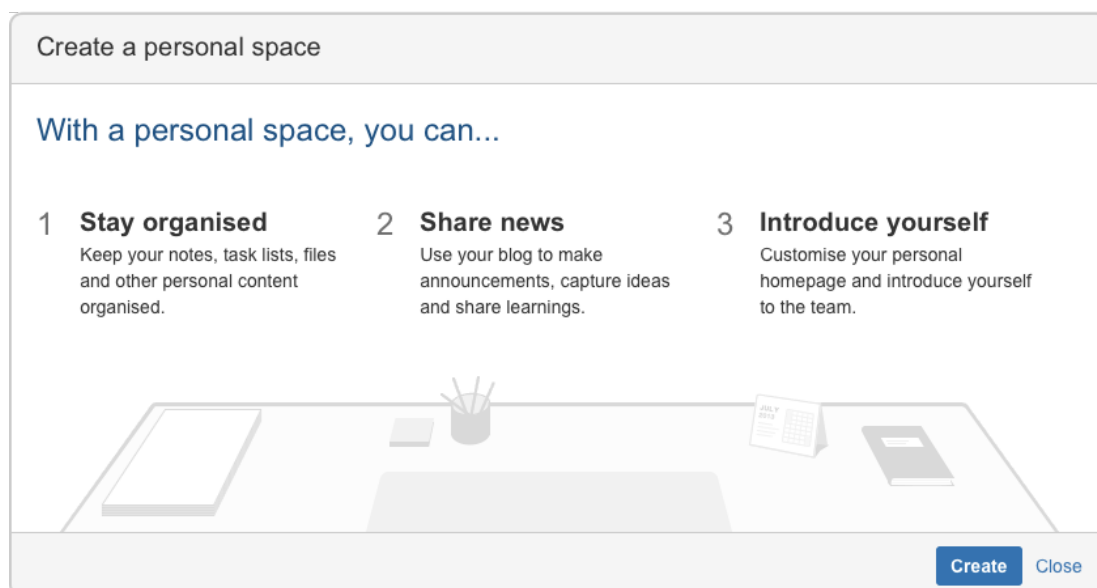 Create a personal space
With a personal space, you can...
1 Stay organised
Keep your notes, task lists, files
and other personal content
organised.
2 Share news
Use your blog to make
announcements, capture ideas
and share learnings.
3 Introduce yourself
Customise your personal
homepage and introduce yourself
to the team.
JULY
2015
Create Close